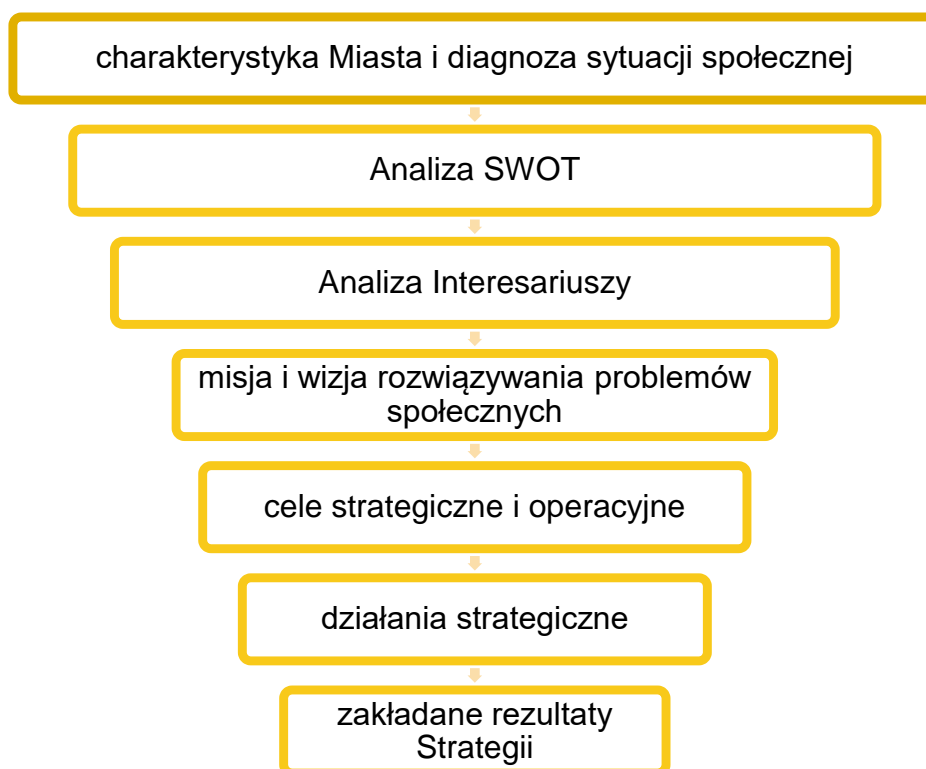 charakterystyka Miasta i diagnoza sytuacji społecznej
Analiza SWOT
Analiza Interesariuszy
misja i wizja rozwiązywania problemów
społecznych
cele strategiczne i operacyjne
działania strategiczne
zakładane rezultaty
Strategii